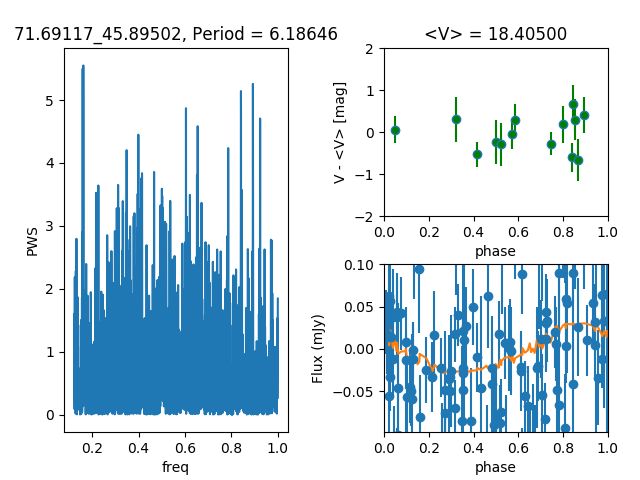 71.69117_45.89502, Period = 6.18646
<V> = 18.40500
PWS
5
4
3
2
1
0
0.2 0.4 0.6 0.8 1.0
freq
V - <V> [mag]
2
1
0
−1
−2
0.0 0.2 0.4 0.6 0.8 1.0
phase
Flux (mJy)
0.10
0.05
0.00
−0.05
0.0 0.2 0.4 0.6 0.8 1.0
phase